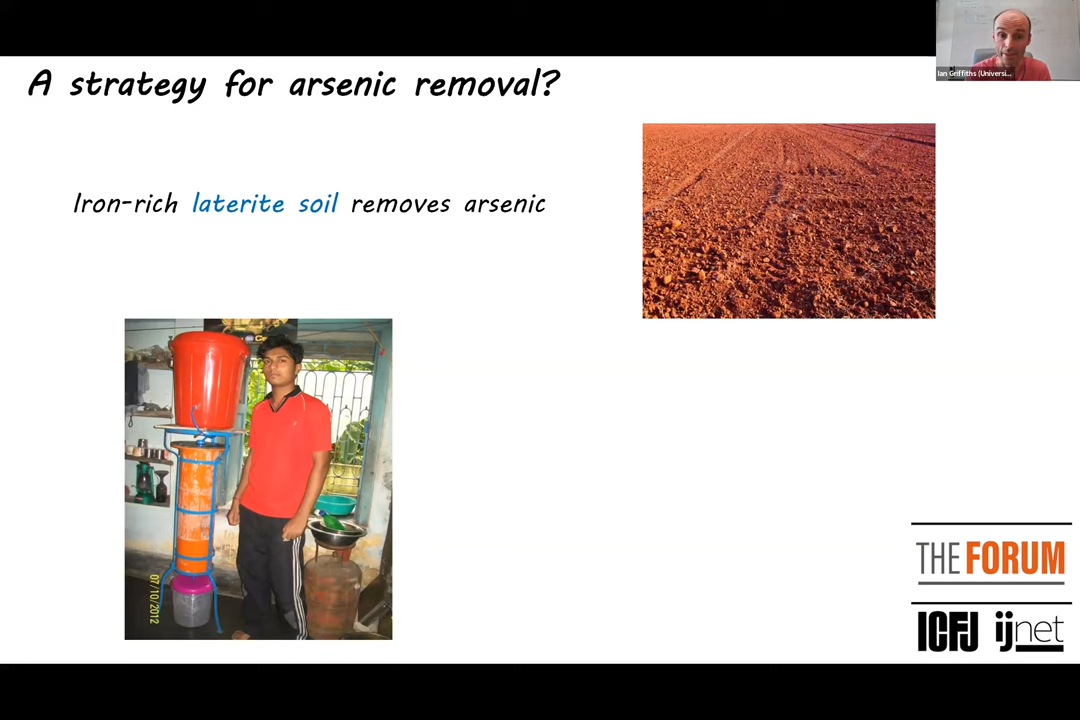 A strategy for arsenic removal?
Ian Griffiths (Universi...
Iron-rich laterite soil removes arsenic
07/10/2012
THE FORUM
ICFJ ijnet